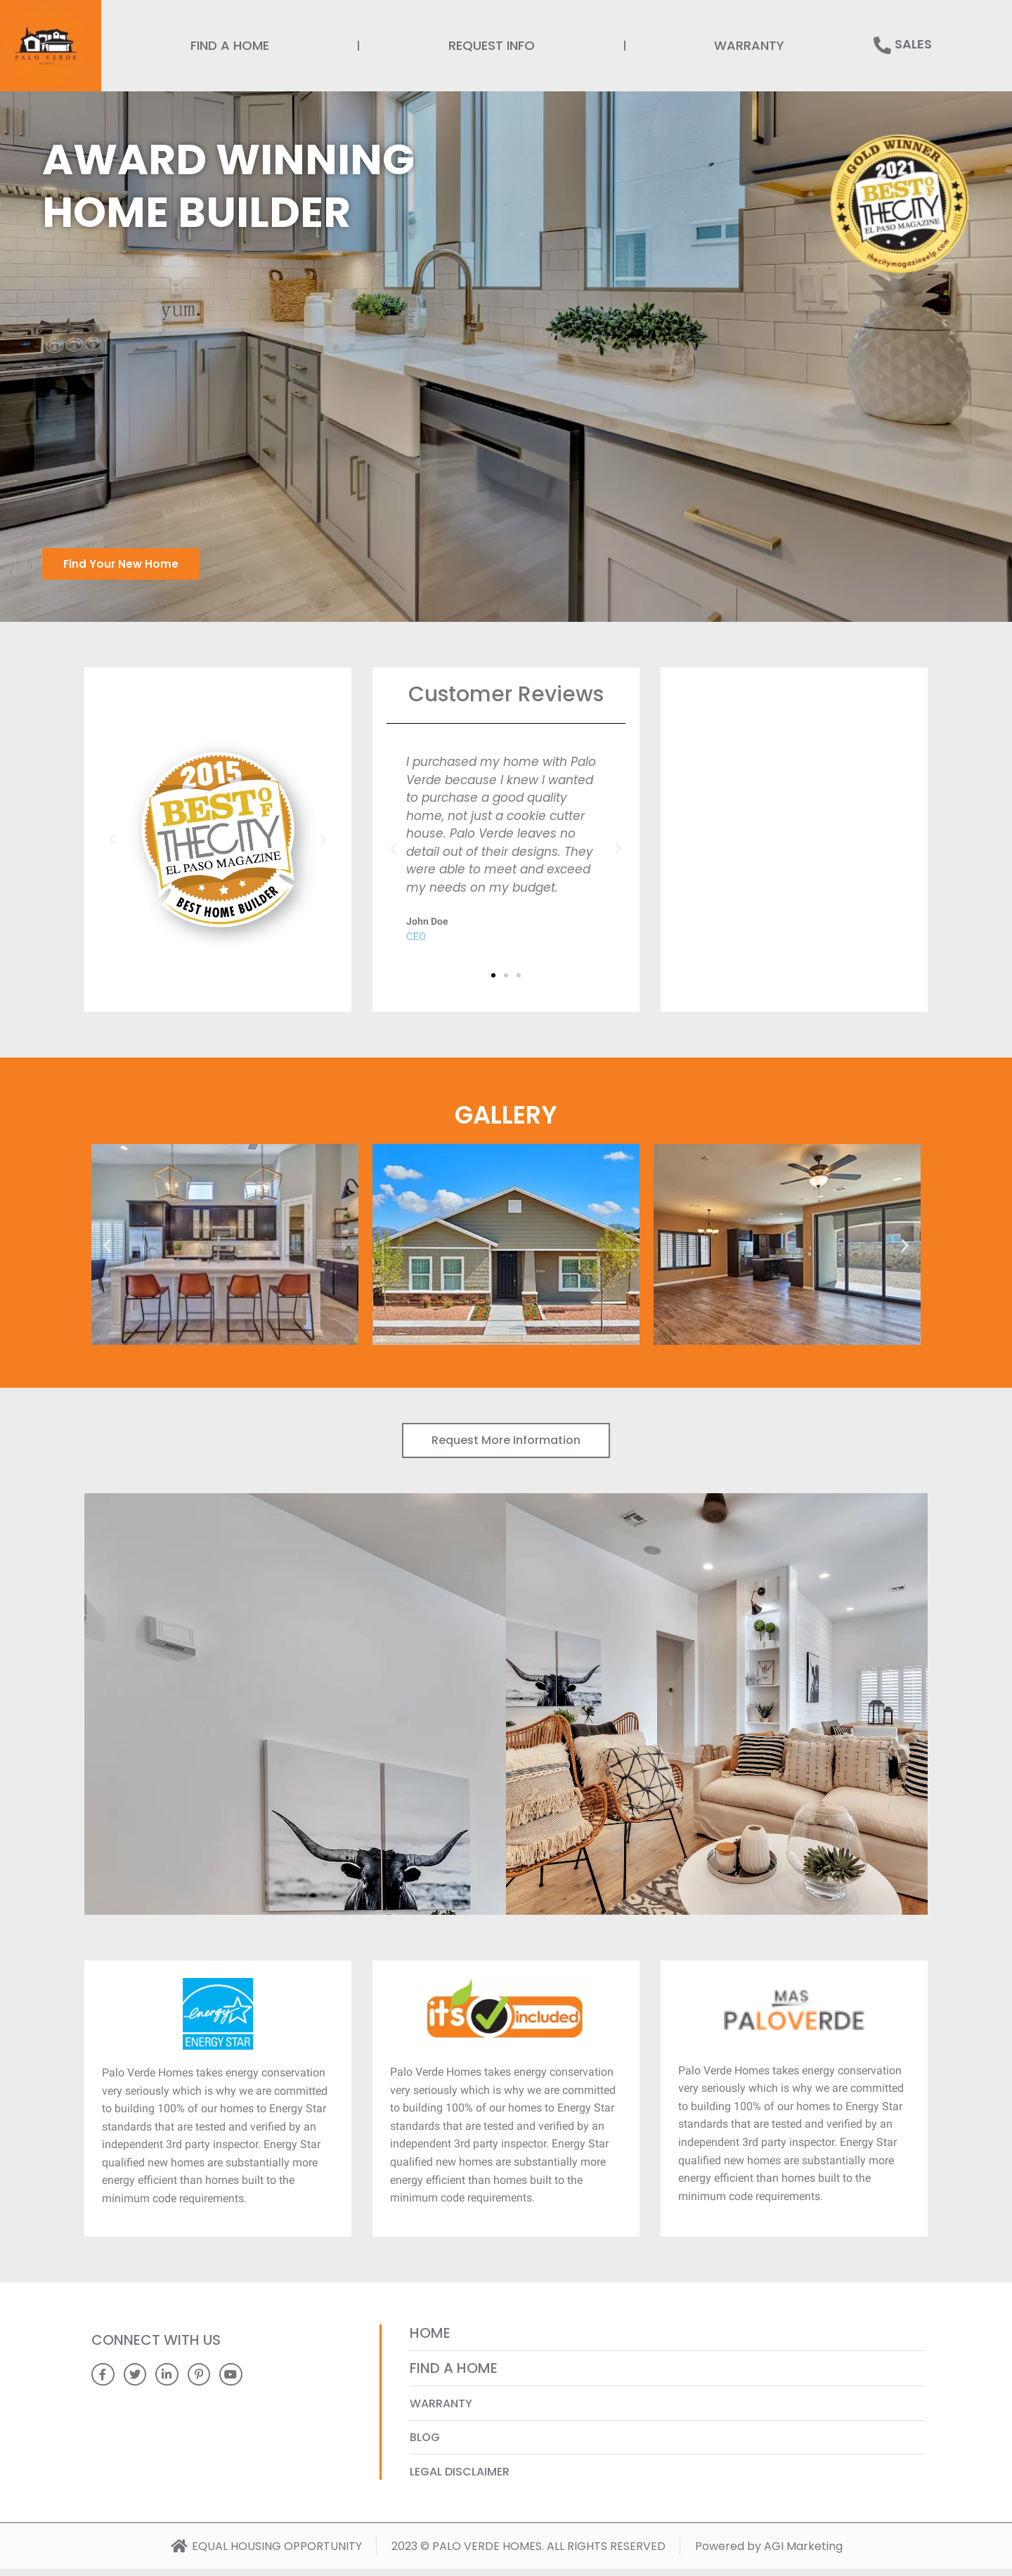 PALO VERDE
HOMES
FIND A HOME
|
REQUEST INFO
|
WARRANTY
SALES
AWARD WINNING
HOME BUILDER
GOLD WINNER
2021
BEST OF
THE CITY
EL PASO MAGAZINE
thecitymagazineelp.com
yum.
Find Your New Home
2015
BEST OF
THE CITY
EL PASO MAGAZINE
BEST HOME BUILDER
Customer Reviews
I purchased my home with Palo
Verde because I knew I wanted
to purchase a good quality
home, not just a cookie cutter
house. Palo Verde leaves no
detail out of their designs. They
were able to meet and exceed
my needs on my budget.
John Doe
CEO
GALLERY
Request More Information
energy
ENERGY STAR
Palo Verde Homes takes energy conservation
very seriously which is why we are committed
to building 100% of our homes to Energy Star
standards that are tested and verified by an
independent 3rd party inspector. Energy Star
qualified new homes are substantially more
energy efficient than homes built to the
minimum code requirements.
its included
Palo Verde Homes takes energy conservation
very seriously which is why we are committed
to building 100% of our homes to Energy Star
standards that are tested and verified by an
independent 3rd party inspector. Energy Star
qualified new homes are substantially more
energy efficient than homes built to the
minimum code requirements.
MAS
PALOVERDE
Palo Verde Homes takes energy conservation
very seriously which is why we are committed
to building 100% of our homes to Energy Star
standards that are tested and verified by an
independent 3rd party inspector. Energy Star
qualified new homes are substantially more
energy efficient than homes built to the
minimum code requirements.
CONNECT WITH US
HOME
FIND A HOME
WARRANTY
BLOG
LEGAL DISCLAIMER
EQUAL HOUSING OPPORTUNITY
2023 © PALO VERDE HOMES. ALL RIGHTS RESERVED
Powered by AGI Marketing